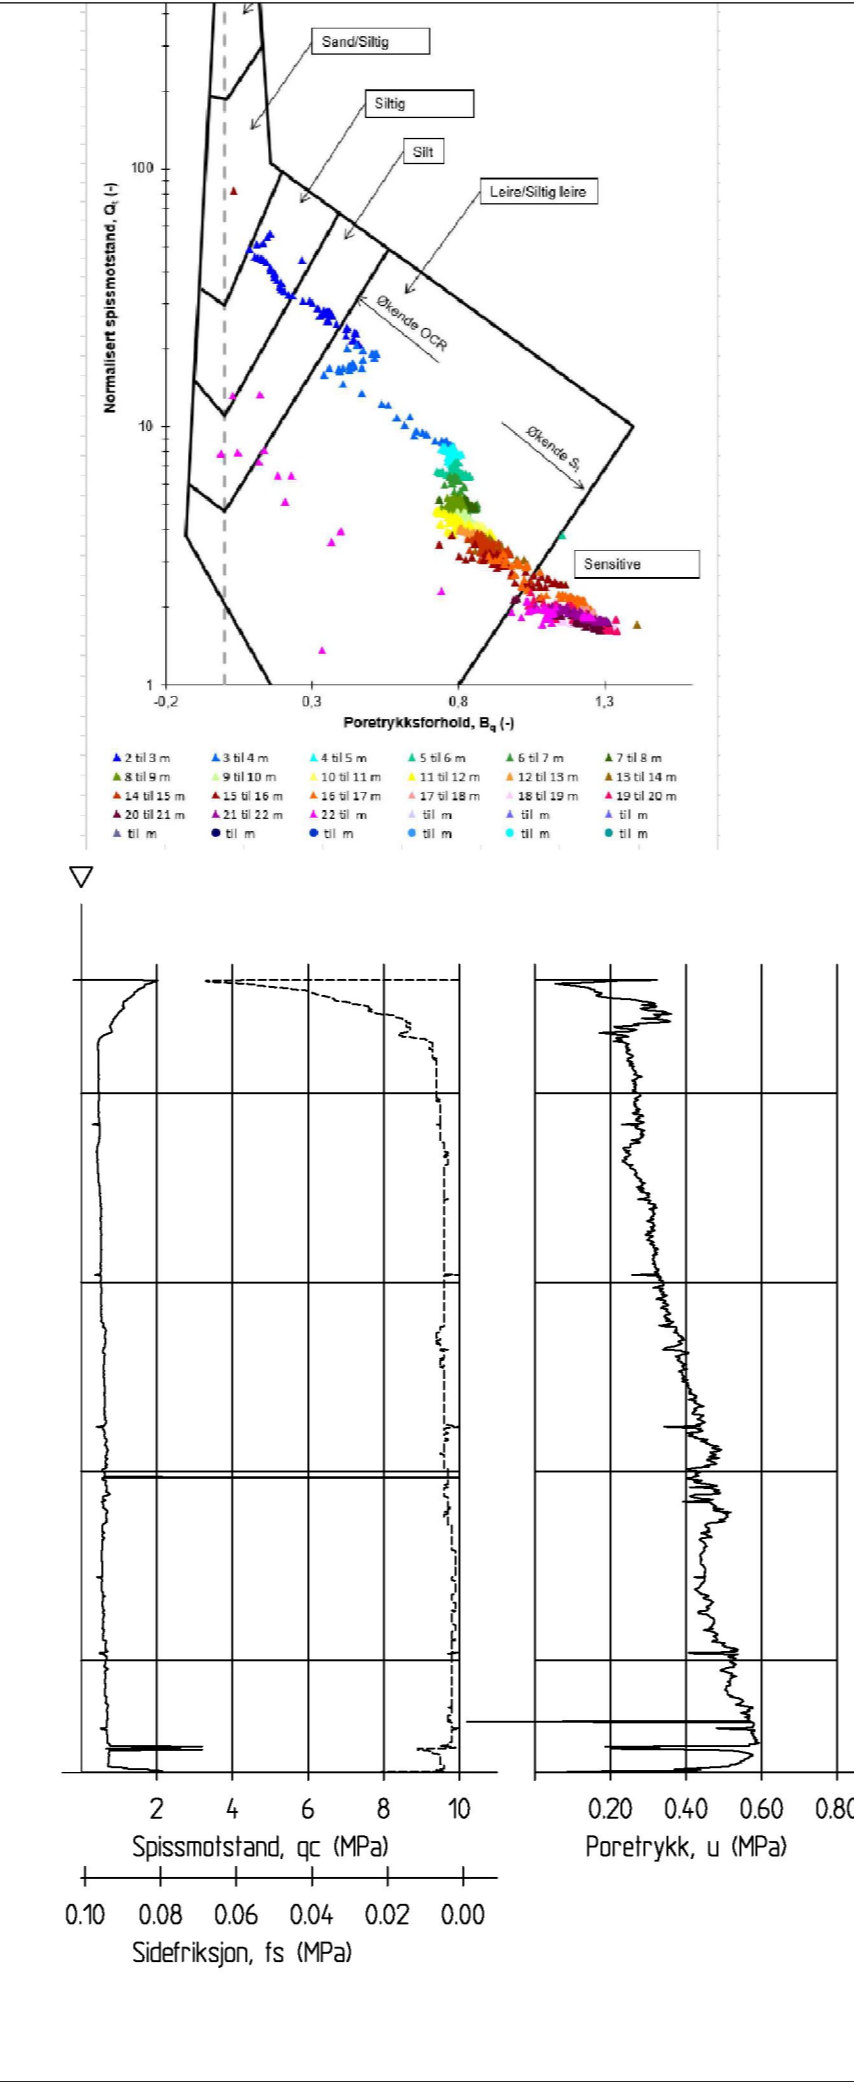 Sand/Siltig
Siltig
Silt
Leire/Siltig leire
Økende OCR
Økende St
Sensitive
Normalisert spissmotstand, Qt (-)
100
10
1
-0,2 0,3 0,8 1,3
Poretrykksforhold, Bq (-)
2 til 3 m 3 til 4 m 4 til 5 m 5 til 6 m 6 til 7 m 7 til 8 m
8 til 9 m 9 til 10 m 10 til 11 m 11 til 12 m 12 til 13 m 13 til 14 m
14 til 15 m 15 til 16 m 16 til 17 m 17 til 18 m 18 til 19 m 19 til 20 m
20 til 21 m 21 til 22 m 22 til m til m til m til m
til m til m til m til m til m til m
2 4 6 8 10
Spissmotstand, qc (MPa)
0.10 0.08 0.06 0.04 0.02 0.00
Sidefriksjon, fs (MPa)
0.20 0.40 0.60 0.80
Poretrykk, u (MPa)